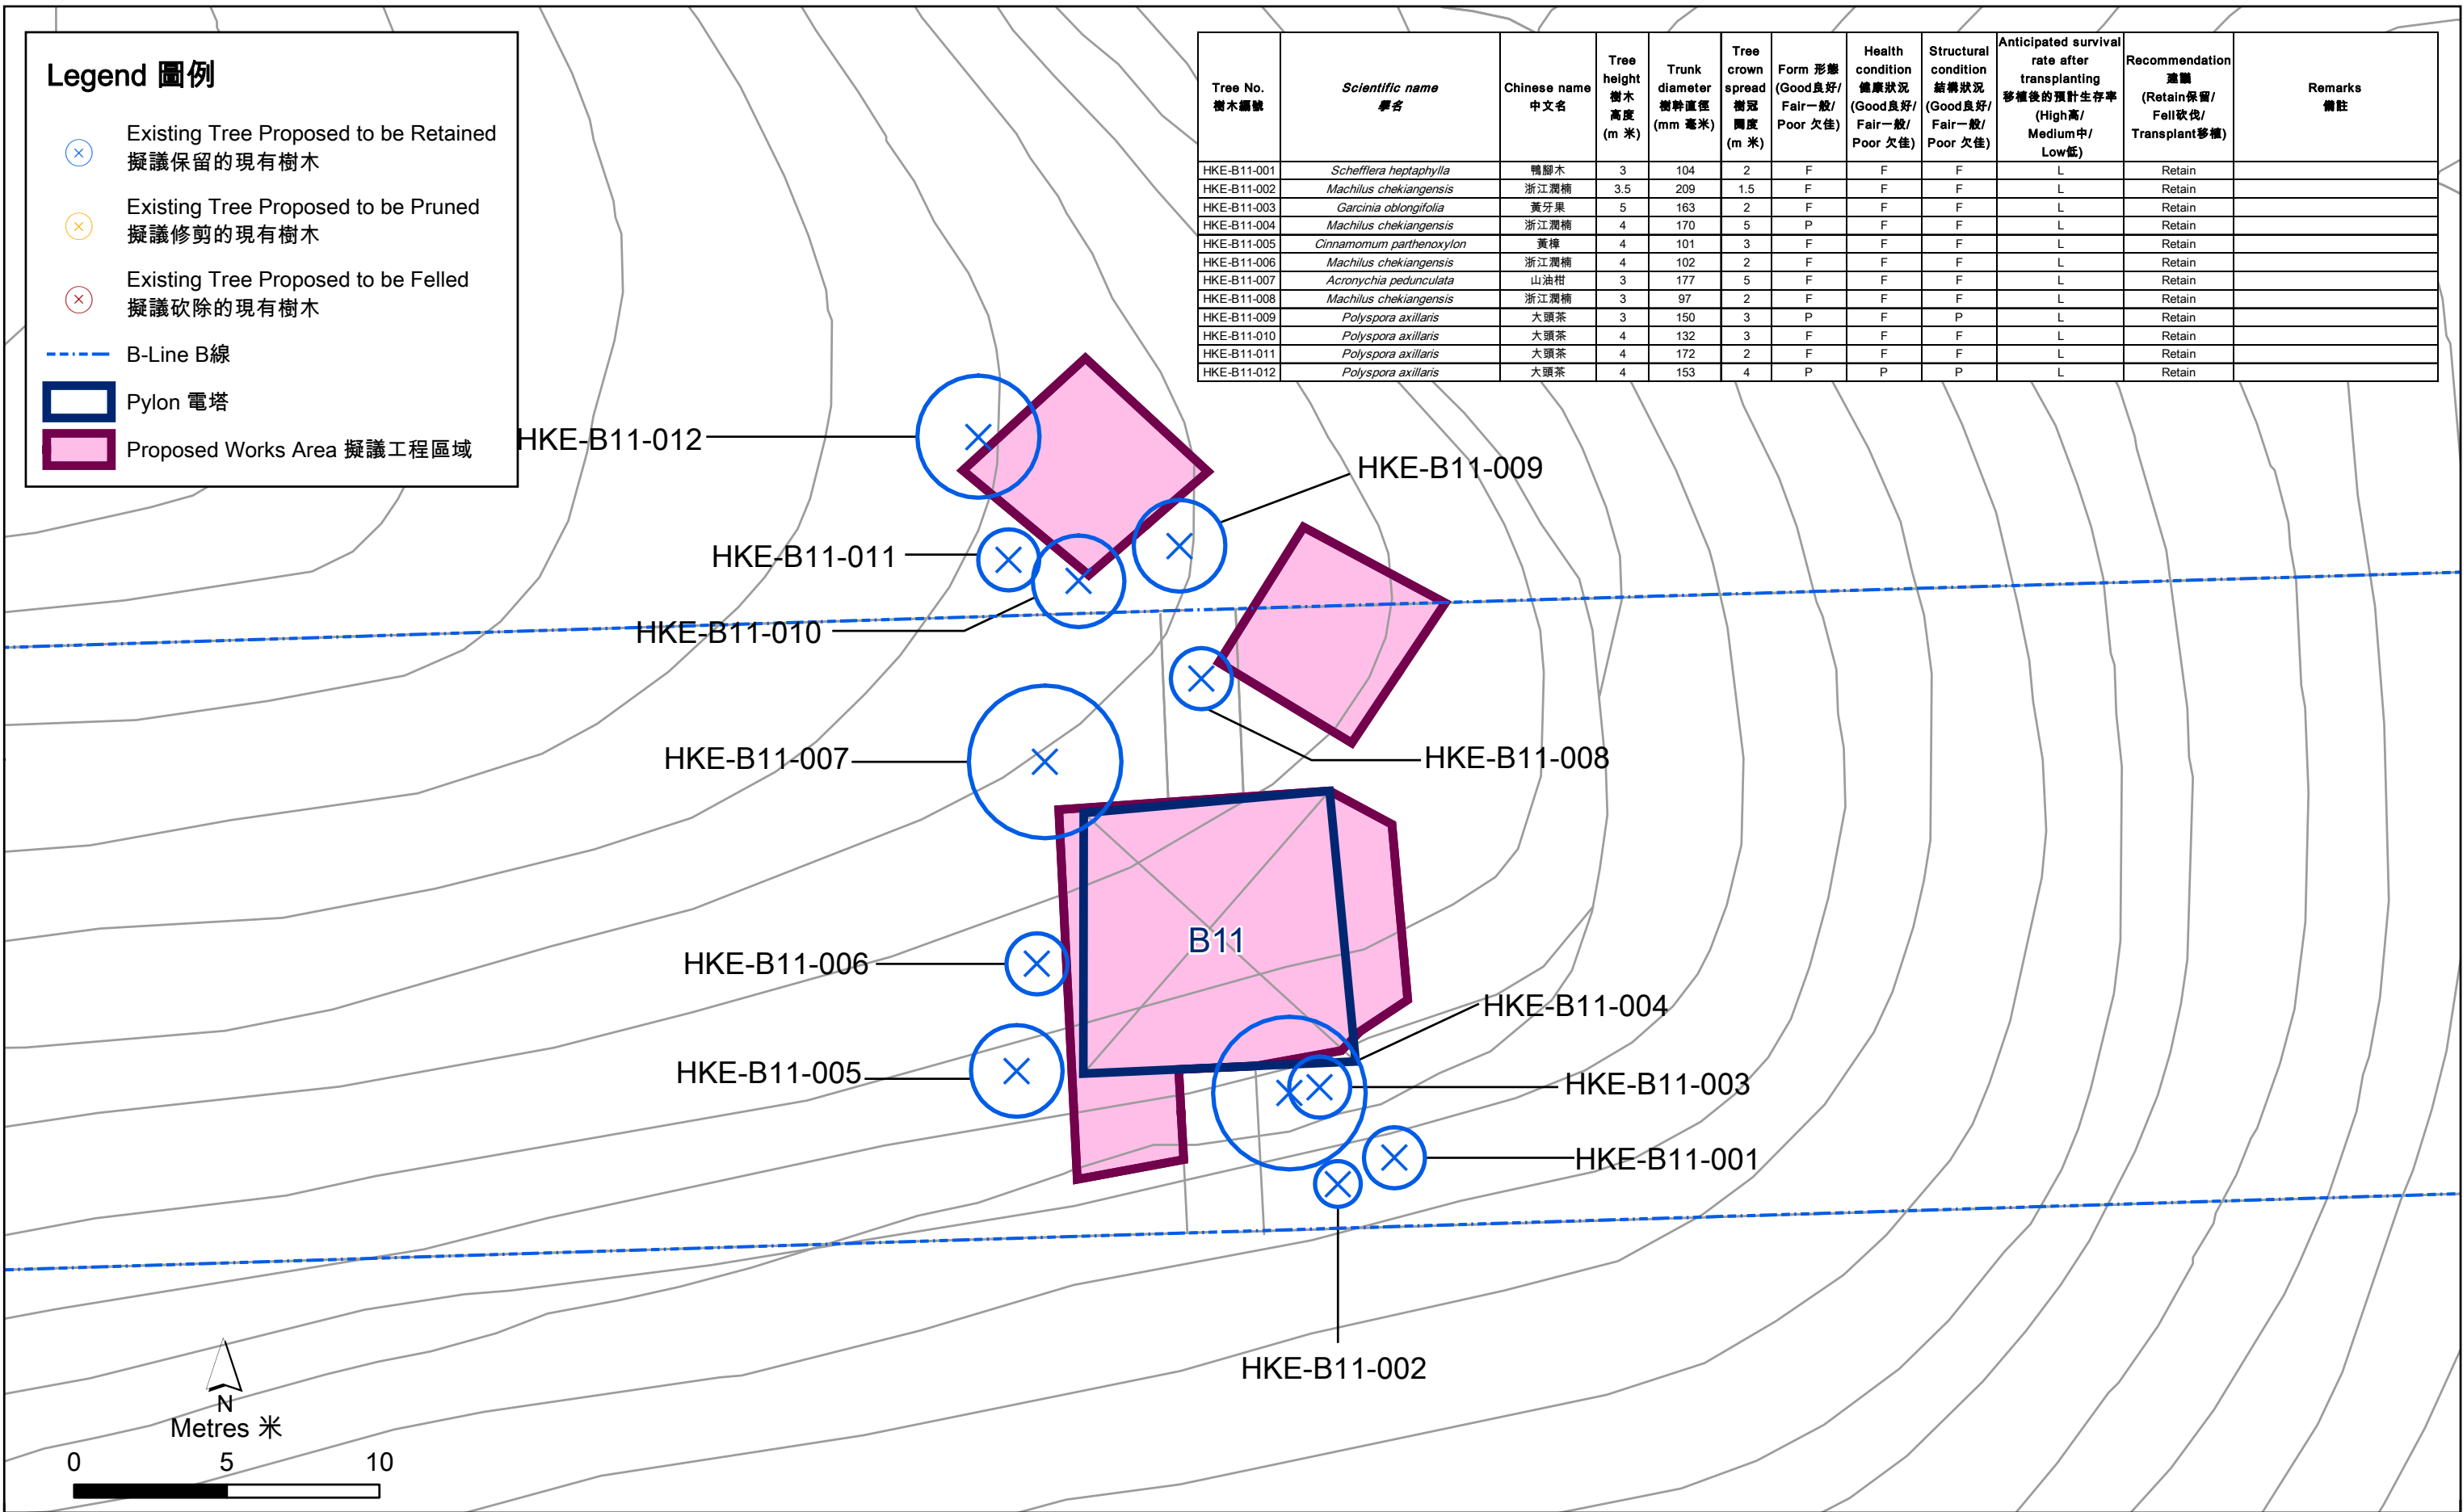 Legend 圖例
Existing Tree Proposed to be Retained
擬議保留的現有樹木
Existing Tree Proposed to be Pruned
擬議修剪的現有樹木
Existing Tree Proposed to be Felled
擬議砍除的現有樹木
B-Line B線
Pylon 電塔
Proposed Works Area 擬議工程區域
Tree No. 樹木編號 Scientific name 學名 Chinese name 中文名 Tree height 樹木高度 (m 米) Trunk diameter 樹幹直徑 (mm 毫米) Tree crown spread 樹冠闊度 (m 米) Form 形態 (Good良好/ Fair一般/ Poor 欠佳) Health condition 健康狀況 (Good良好/ Fair一般/ Poor 欠佳) Structural condition 結構狀況 (Good良好/ Fair一般/ Poor 欠佳) Anticipated survival rate after transplanting 移植後的預計生存率 (High高/ Medium中/ Low低) Recommendation 建議 (Retain保留/ Fell砍伐/ Transplant移植) Remarks 備註
HKE-B11-001 Schefflera heptaphylla 鴨腳木 3 104 2 F F F L Retain
HKE-B11-002 Machilus chekiangensis 浙江潤楠 3.5 209 1.5 F F F L Retain
HKE-B11-003 Garcinia oblongifolia 黃牙果 5 163 2 F F F L Retain
HKE-B11-004 Machilus chekiangensis 浙江潤楠 4 170 5 P F F L Retain
HKE-B11-005 Cinnamomum parthenoxylon 黃樟 4 101 3 F F F L Retain
HKE-B11-006 Machilus chekiangensis 浙江潤楠 4 102 2 F F F L Retain
HKE-B11-007 Acronychia pedunculata 山油柑 3 177 5 F F F L Retain
HKE-B11-008 Machilus chekiangensis 浙江潤楠 3 97 2 F F F L Retain
HKE-B11-009 Polyspora axillaris 大頭茶 3 150 3 P F P L Retain
HKE-B11-010 Polyspora axillaris 大頭茶 4 132 3 F F F L Retain
HKE-B11-011 Polyspora axillaris 大頭茶 4 172 2 F F F L Retain
HKE-B11-012 Polyspora axillaris 大頭茶 4 153 4 P P P L Retain
HKE-B11-012
HKE-B11-009
HKE-B11-011
HKE-B11-010
HKE-B11-007
HKE-B11-008
B11
HKE-B11-006
HKE-B11-004
HKE-B11-005
HKE-B11-003
HKE-B11-001
HKE-B11-002
N
Metres 米
0 5 10